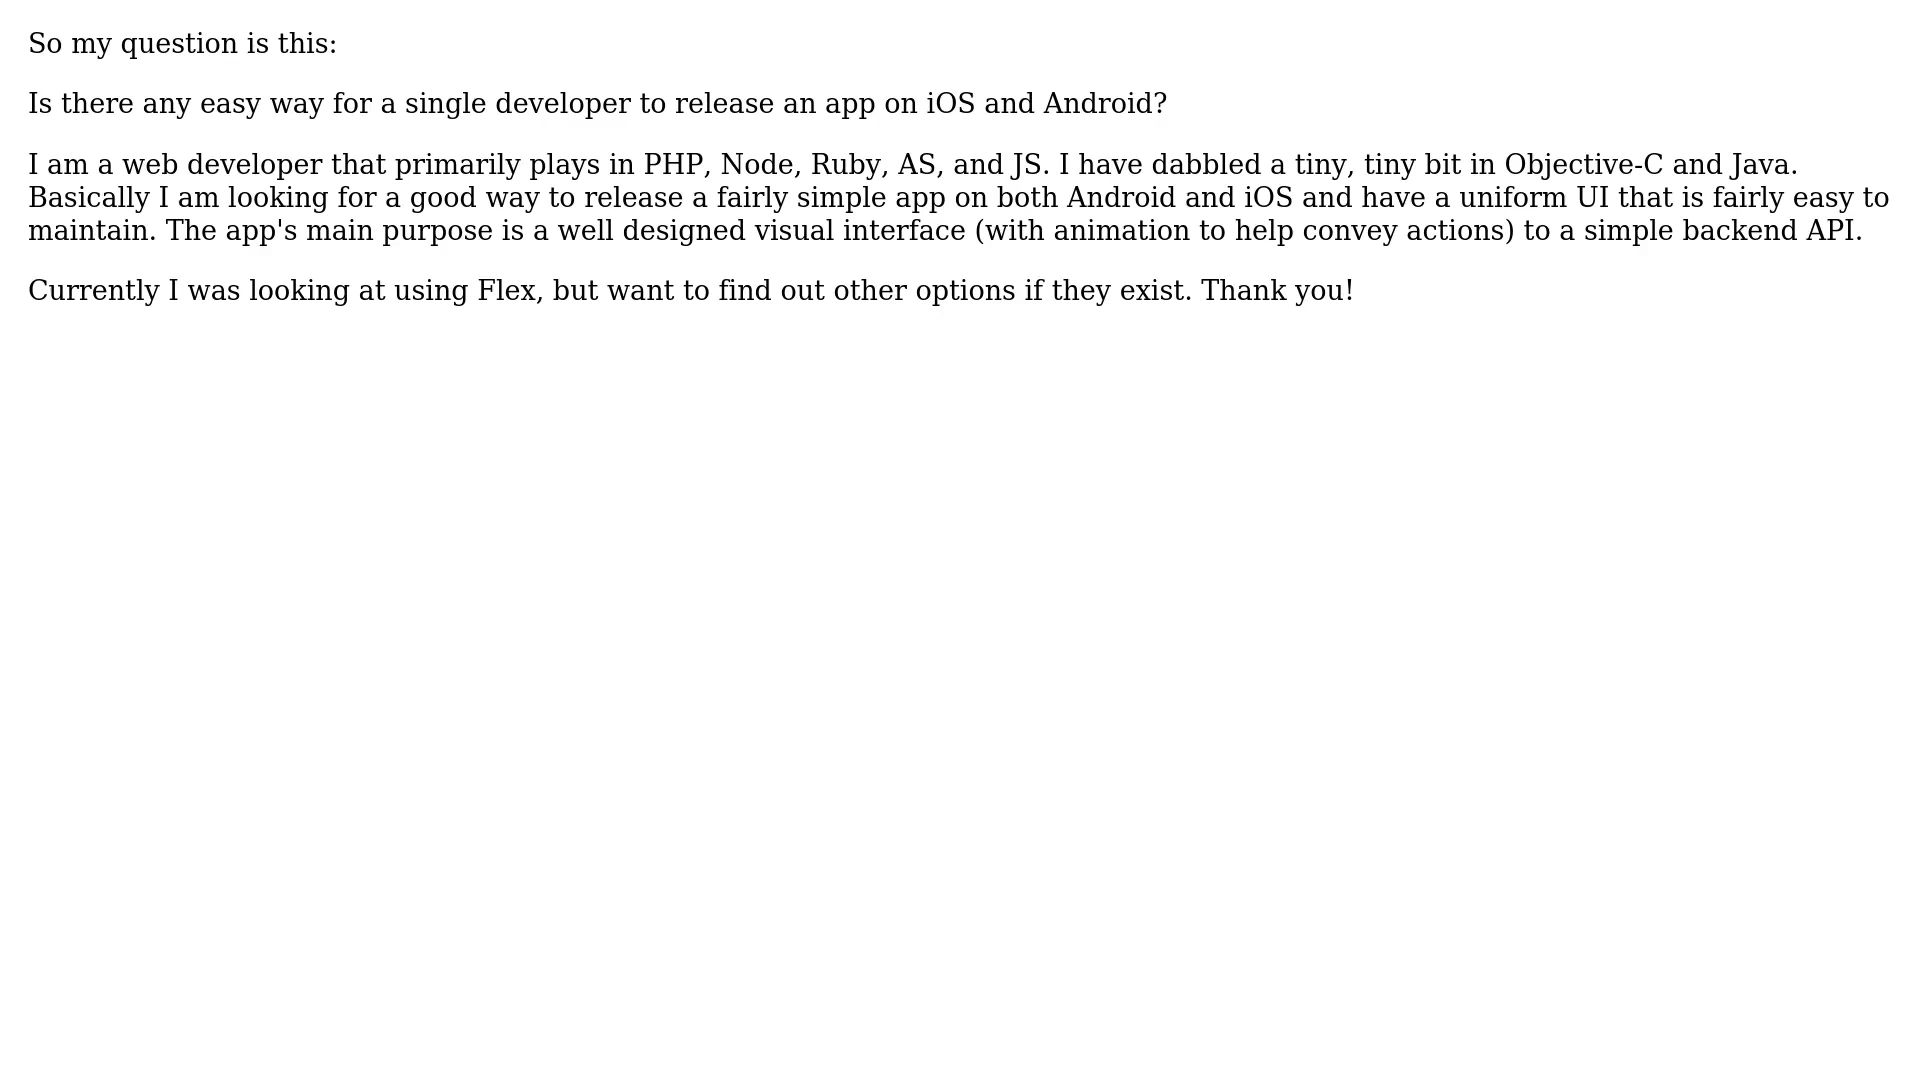 So my question is this:
Is there any easy way for a single developer to release an app on iOS and Android?
I am a web developer that primarily plays in PHP, Node, Ruby, AS, and JS. I have dabbled a tiny, tiny bit in Objective-C and Java.
Basically I am looking for a good way to release a fairly simple app on both Android and iOS and have a uniform UI that is fairly easy to
maintain. The app's main purpose is a well designed visual interface (with animation to help convey actions) to a simple backend API.
Currently I was looking at using Flex, but want to find out other options if they exist. Thank you!